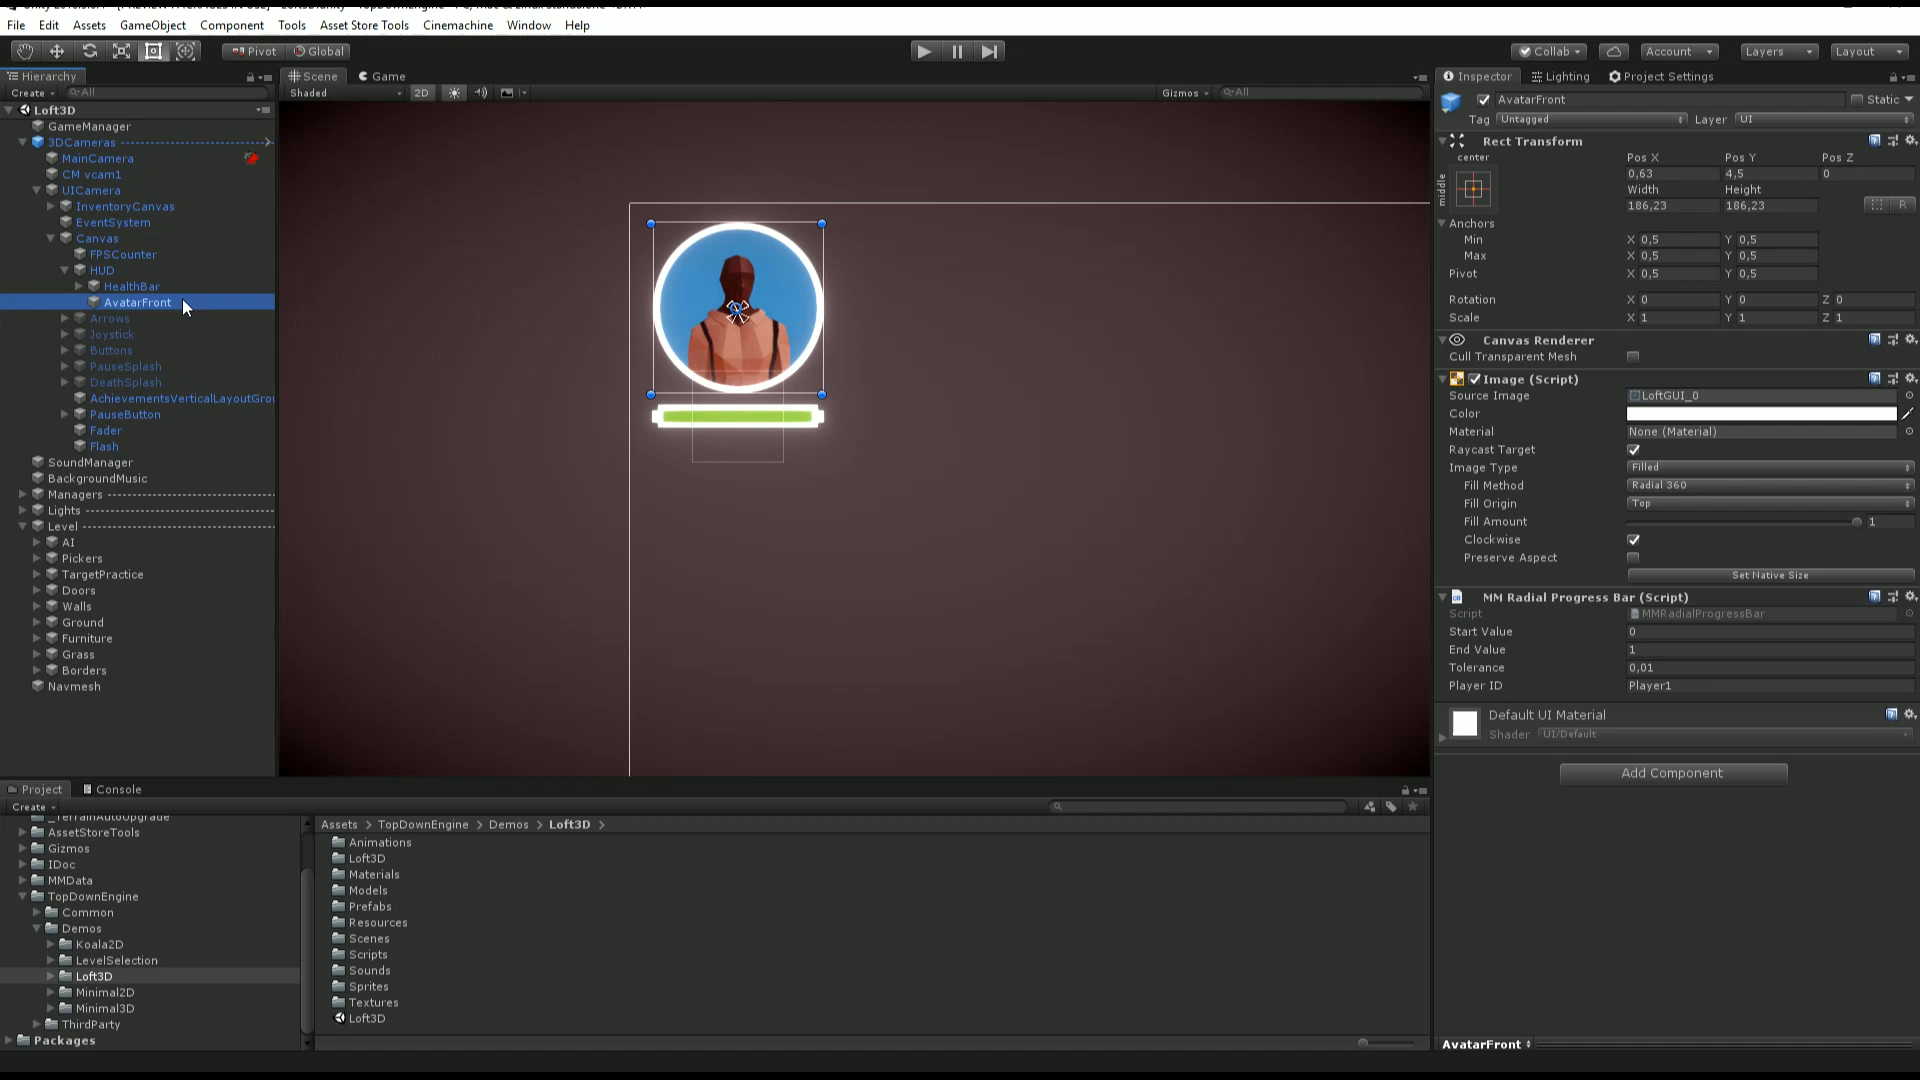 File Edit Assets GameObject Component Tools Asset Store Tools Cinemachine Window Help
Pivot Global Collab Account Layers Layout
Hierarchy Scene Game Inspector Lighting Project Settings
Create All Shaded 2D Gizmos All
AvatarFront Static
Tag Untagged Layer UI
Loft3D
GameManager
3DCameras
MainCamera
CM vcam1
UICamera
InventoryCanvas
EventSystem
Canvas
FPSCounter
HUD
HealthBar
AvatarFront
Arrows
Joystick
Buttons
PauseSplash
DeathSplash
AchievementsVerticalLayoutGrou
PauseButton
Fader
Flash
SoundManager
BackgroundMusic
Managers
Lights
Level
AI
Pickers
TargetPractice
Doors
Walls
Ground
Furniture
Grass
Borders
Navmesh
Rect Transform
center Pos X Pos Y Pos Z
middle 0,63 4,5 0
Width Height
186,23 186,23 R
Anchors
Min X 0,5 Y 0,5
Max X 0,5 Y 0,5
Pivot X 0,5 Y 0,5
Rotation X 0 Y 0 Z 0
Scale X 1 Y 1 Z 1
Canvas Renderer
Cull Transparent Mesh
Image (Script)
Source Image LoftGUI_0
Color
Material None (Material)
Raycast Target
Image Type Filled
Fill Method Radial 360
Fill Origin Top
Fill Amount 1
Clockwise
Preserve Aspect
Set Native Size
MM Radial Progress Bar (Script)
Script MMRadialProgressBar
Start Value 0
End Value 1
Tolerance 0,01
Player ID Player1
Default UI Material
Shader UI/Default
Add Component
AvatarFront
Project Console
Create
_TerrainAutoUpgrade
AssetStoreTools
Gizmos
IDoc
MMData
TopDownEngine
Common
Demos
Koala2D
LevelSelection
Loft3D
Minimal2D
Minimal3D
ThirdParty
Packages
Assets > TopDownEngine > Demos > Loft3D >
Animations
Loft3D
Materials
Models
Prefabs
Resources
Scenes
Scripts
Sounds
Sprites
Textures
Loft3D